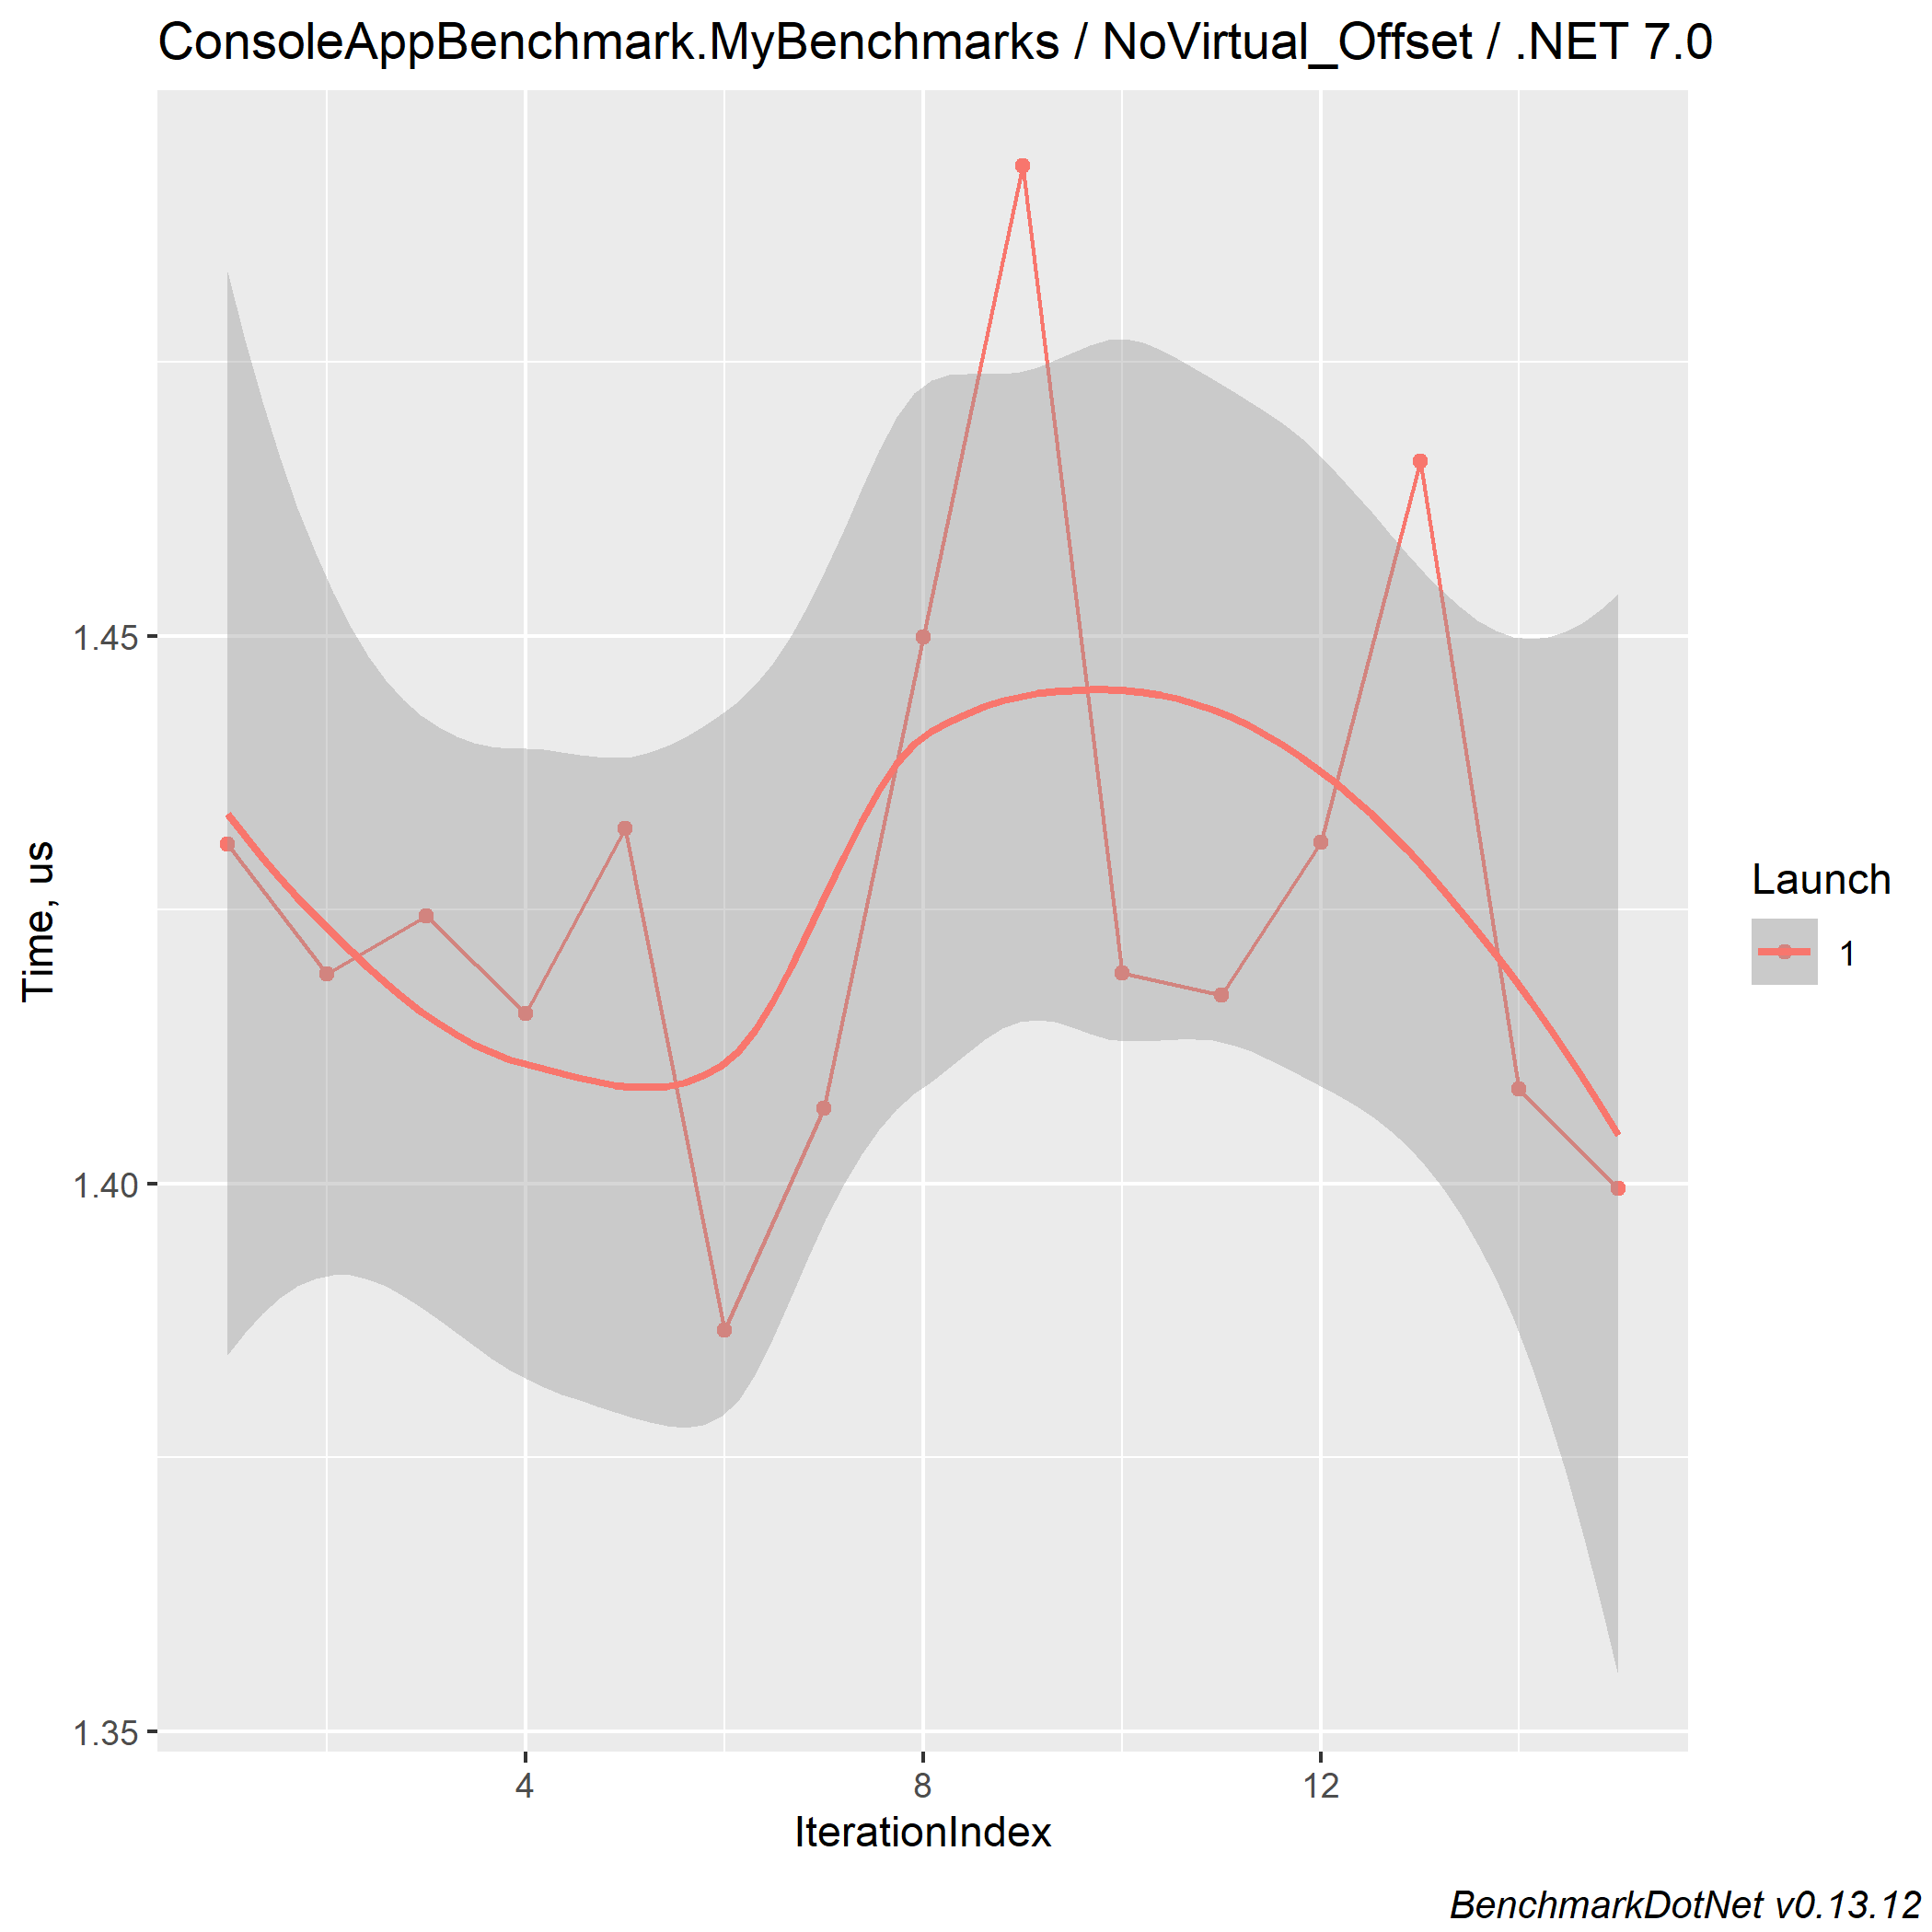 ConsoleAppBenchmark.MyBenchmarks / NoVirtual_Offset / .NET 7.0
1.45
1.40
1.35
Time, us
4 8 12
IterationIndex
Launch
1
BenchmarkDotNet v0.13.12